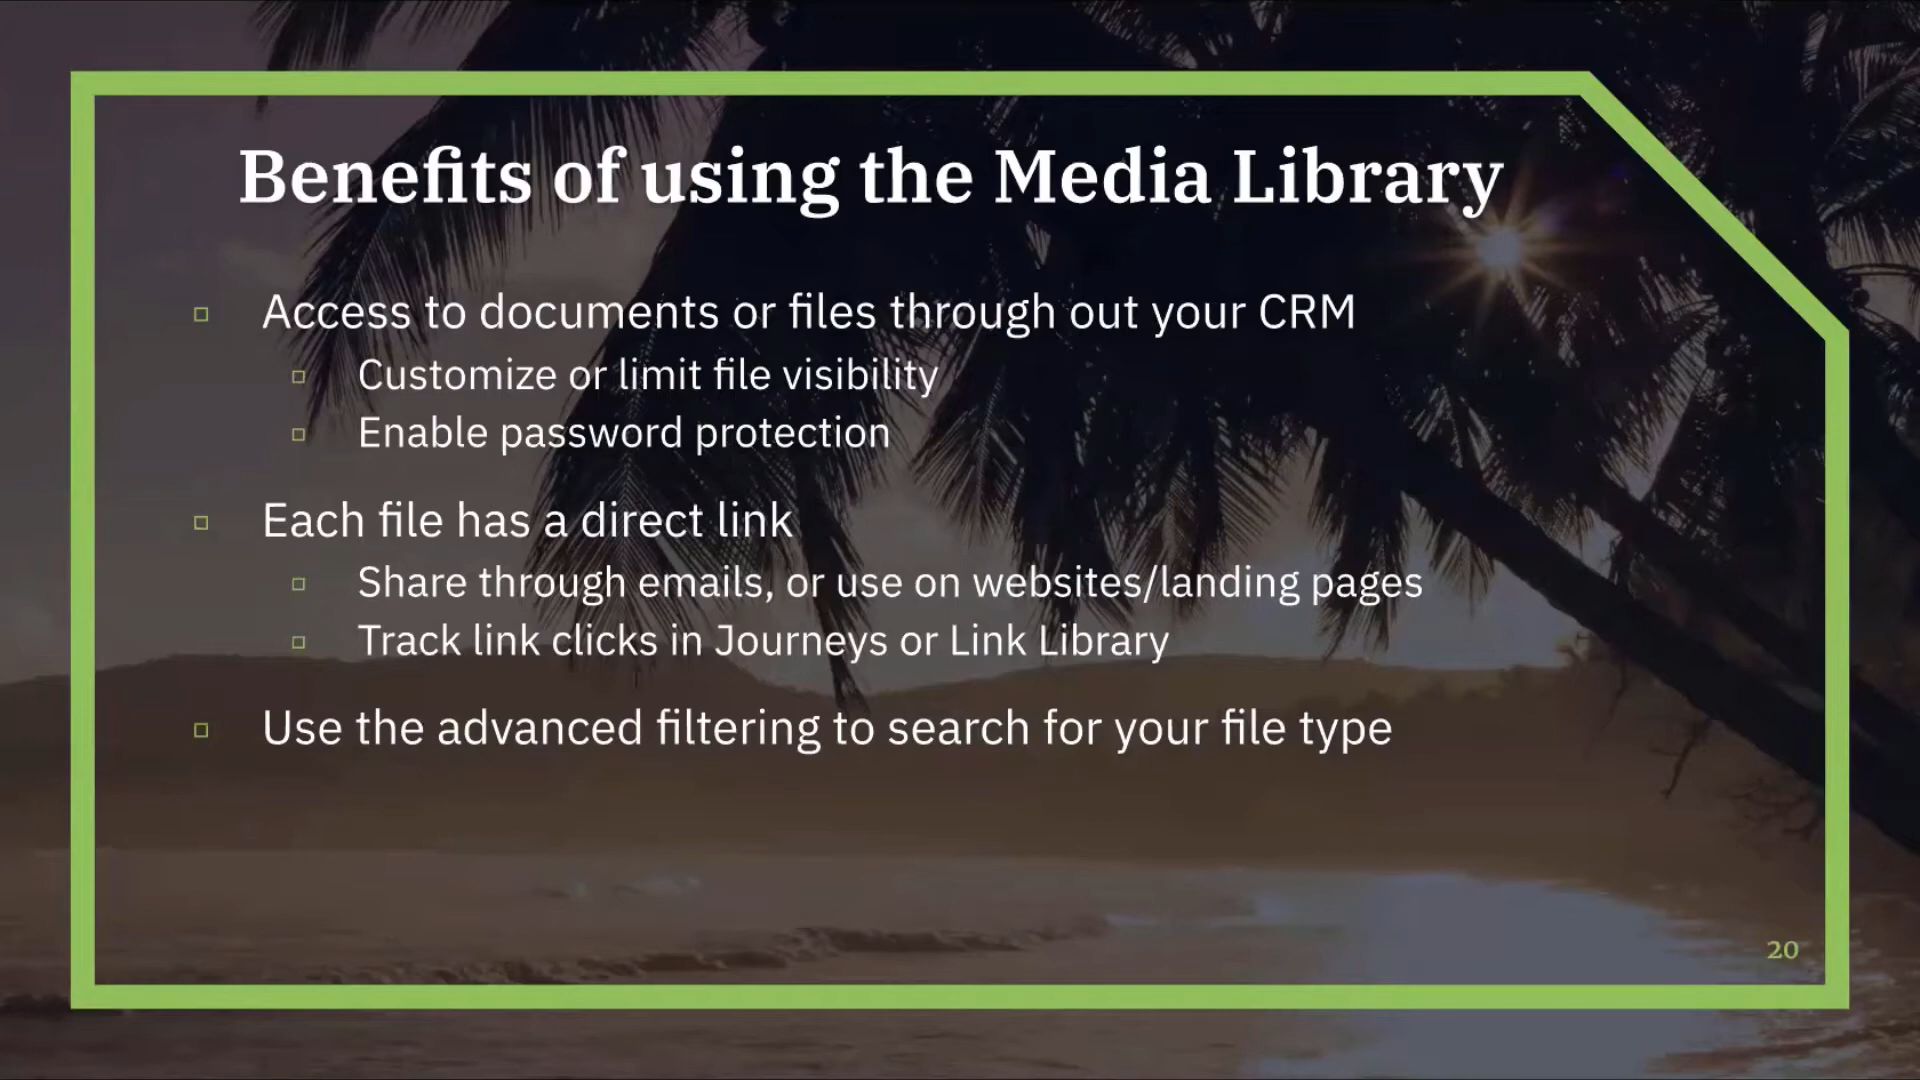 Benefits of using the Media Library
Access to documents or files through out your CRM
Customize or limit file visibility
Enable password protection
Each file has a direct link
Share through emails, or use on websites/landing pages
Track link clicks in Journeys or Link Library
Use the advanced filtering to search for your file type
20